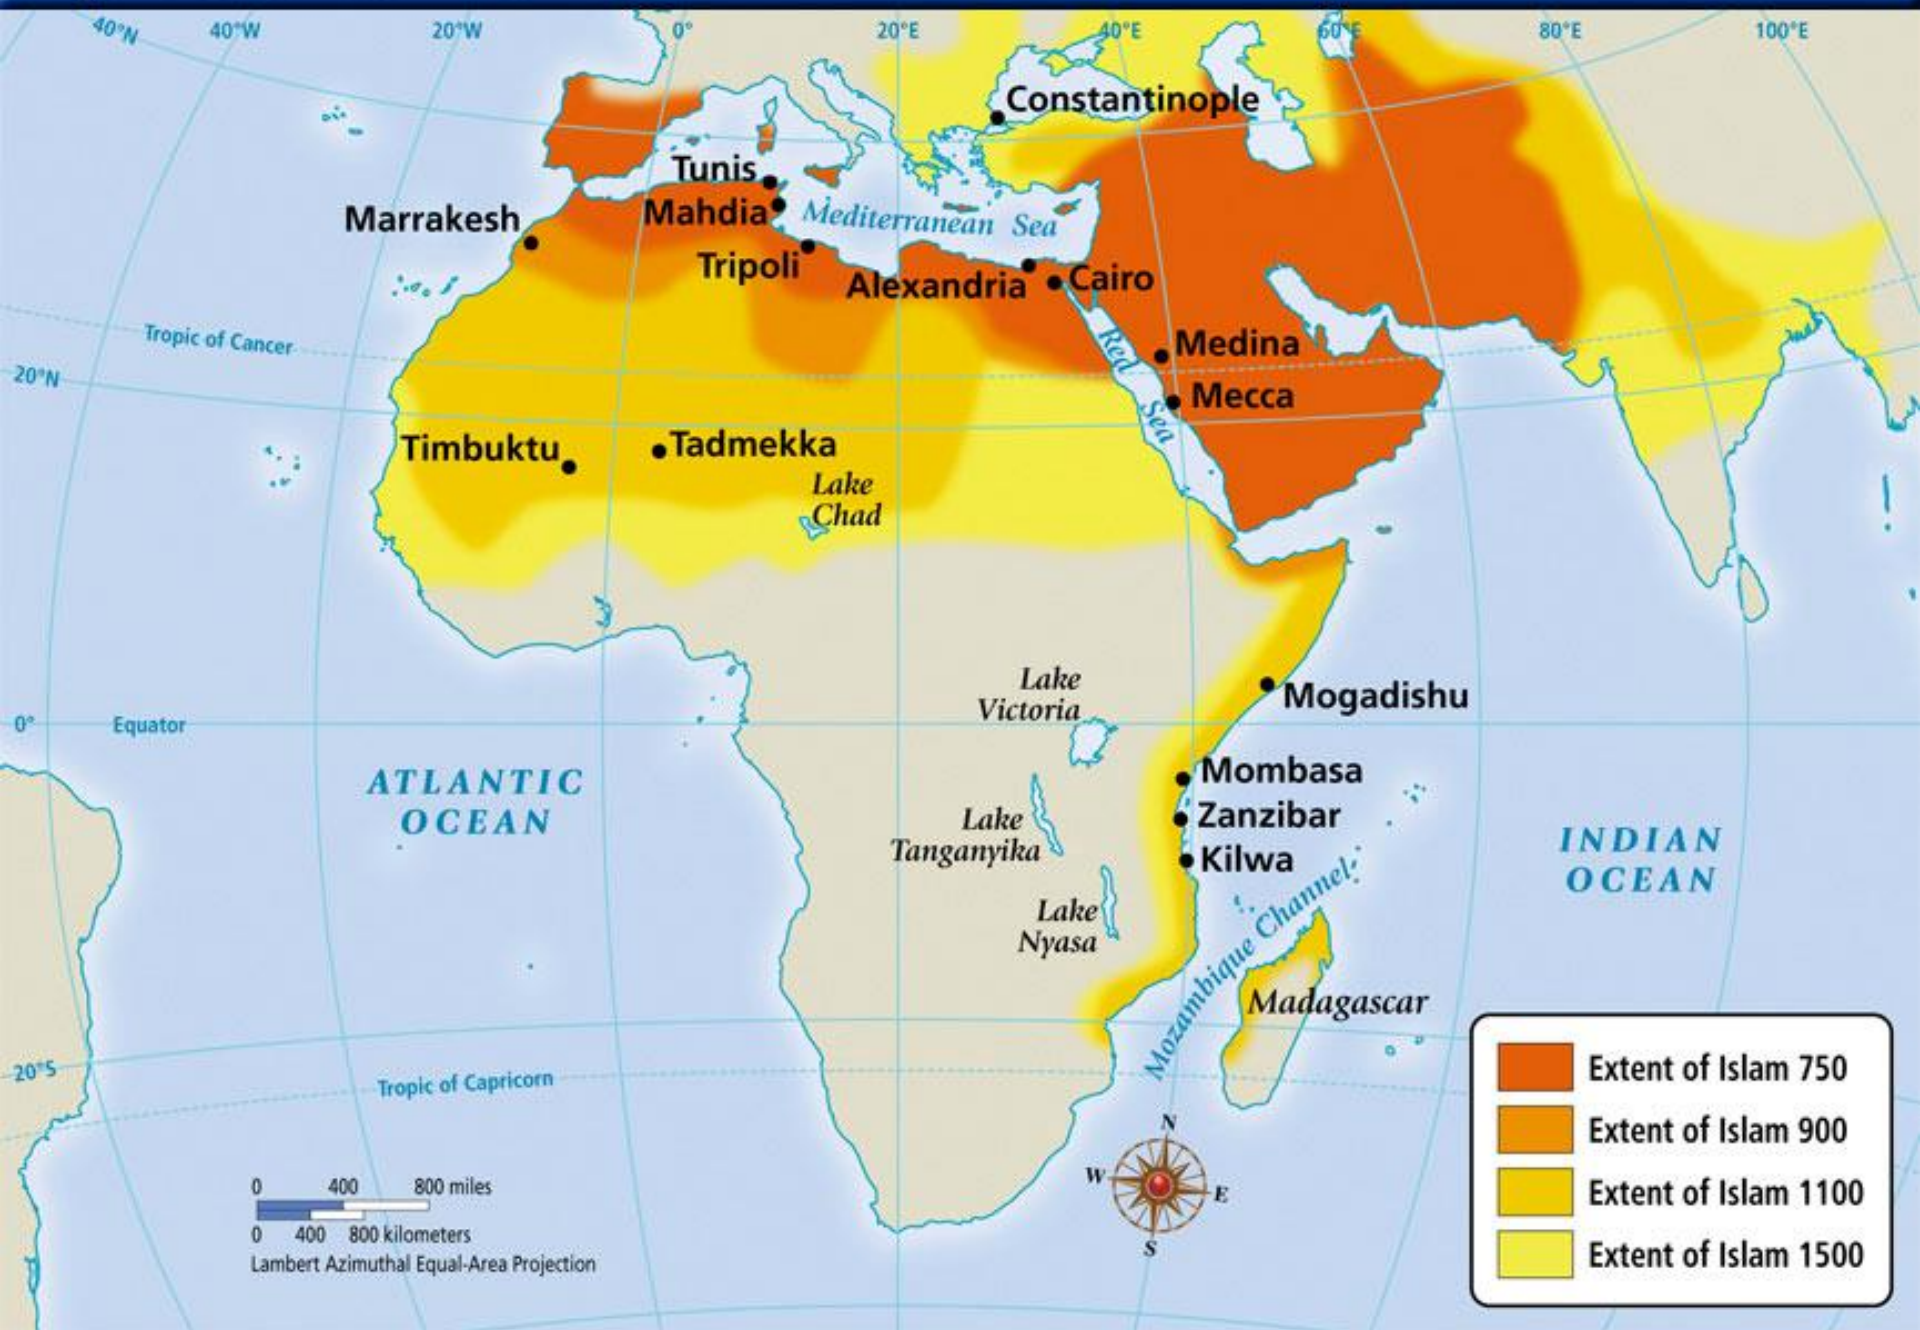 40°N
40°W
20°W
0°
20°E
40°E
60°E
80°E
100°E
Constantinople
Tunis
Marrakesh
Mahdia
Mediterranean Sea
Tripoli
Alexandria
Cairo
Tropic of Cancer
Red
Sea
Medina
20°N
Mecca
Timbuktu
Tadmekka
Lake
Chad
Lake
Victoria
Mogadishu
0°
Equator
ATLANTIC
OCEAN
Mombasa
Zanzibar
Kilwa
Lake
Tanganyika
INDIAN
OCEAN
Lake
Nyasa
Mozambique Channel
Madagascar
20°S
Tropic of Capricorn
N
W
E
S
0 400 800 miles
0 400 800 kilometers
Lambert Azimuthal Equal-Area Projection
Extent of Islam 750
Extent of Islam 900
Extent of Islam 1100
Extent of Islam 1500